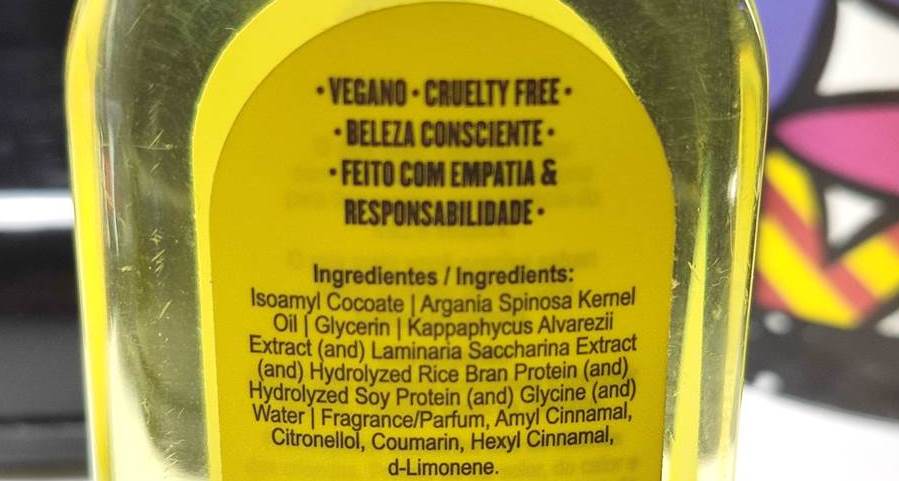 • VEGANO • CRUELTY FREE •
• BELEZA CONSCIENTE •
• FEITO COM EMPATIA &
RESPONSABILIDADE •
Ingredientes / Ingredients:
Isoamyl Cocoate | Argania Spinosa Kernel
Oil | Glycerin | Kappaphycus Alvarezii
Extract (and) Laminaria Saccharina Extract
(and) Hydrolyzed Rice Bran Protein (and)
Hydrolyzed Soy Protein (and) Glycine (and)
Water | Fragrance/Parfum, Amyl Cinnamal,
Citronellol, Coumarin, Hexyl Cinnamal,
d-Limonene.